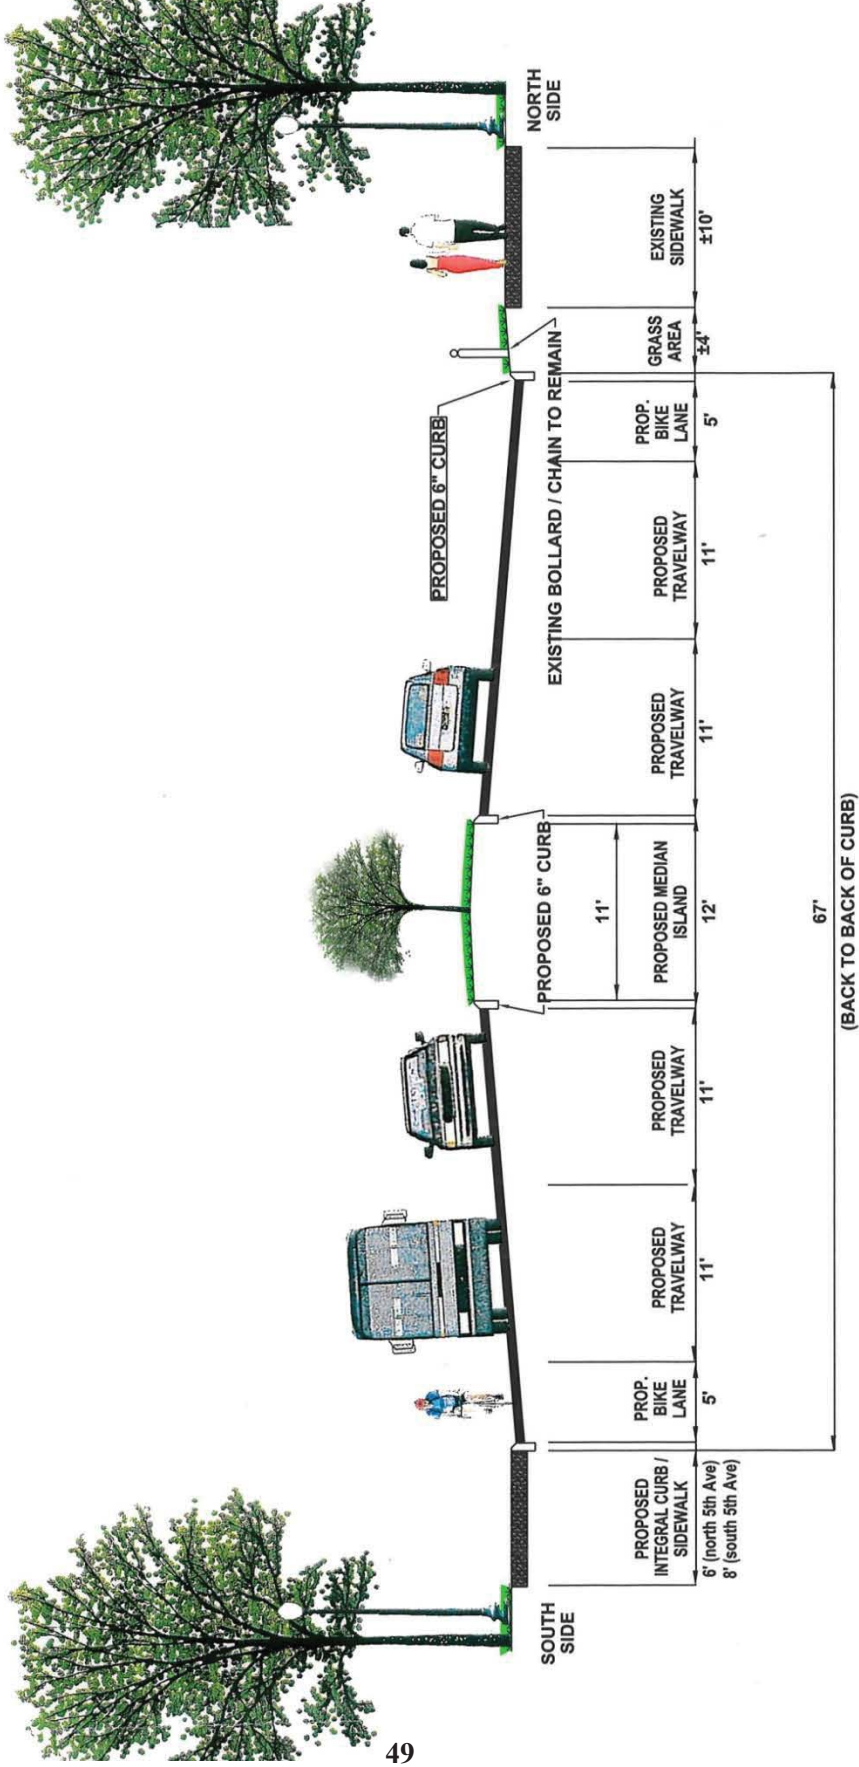 PROPOSED 6" CURB
EXISTING BOLLARD / CHAIN TO REMAIN
PROPOSED 6" CURB
SOUTH
SIDE
NORTH
SIDE
11'
PROPOSED
INTEGRAL CURB /
SIDEWALK
6' (north 5th Ave)
8' (south 5th Ave)
PROP.
BIKE
LANE
5'
PROPOSED
TRAVELWAY
11'
PROPOSED
TRAVELWAY
11'
PROPOSED MEDIAN
ISLAND
12'
PROPOSED
TRAVELWAY
11'
PROPOSED
TRAVELWAY
11'
PROP.
BIKE
LANE
5'
GRASS
AREA
±4'
EXISTING
SIDEWALK
±10'
67'
(BACK TO BACK OF CURB)
49